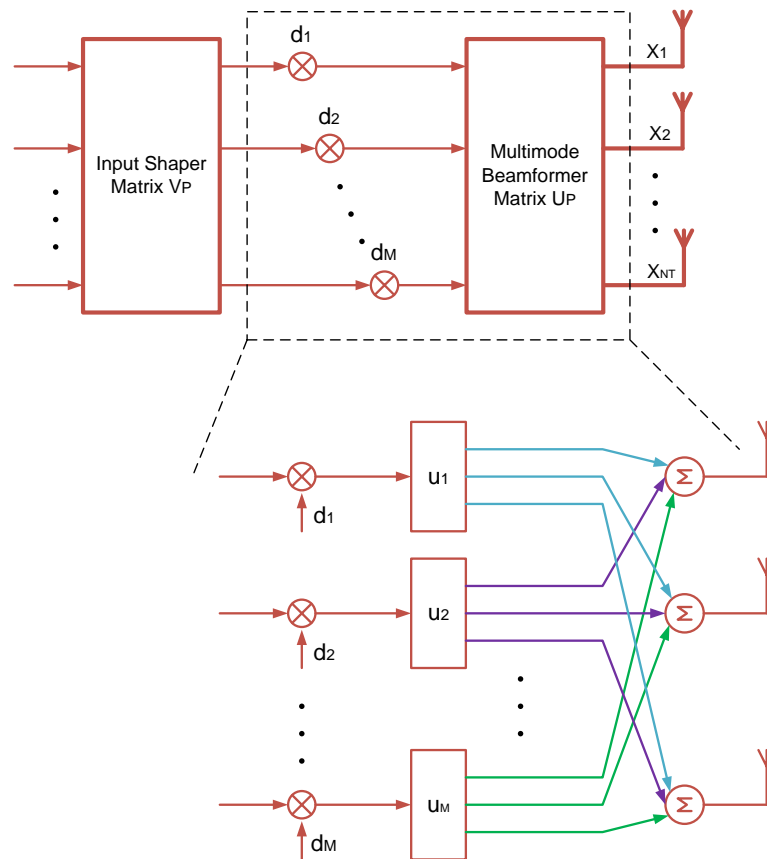 d1
X1
d2
X2
Input Shaper
Matrix VP
Multimode
Beamformer
Matrix UP
dM
XNT
u1
Σ
d1
u2
Σ
d2
uM
Σ
dM